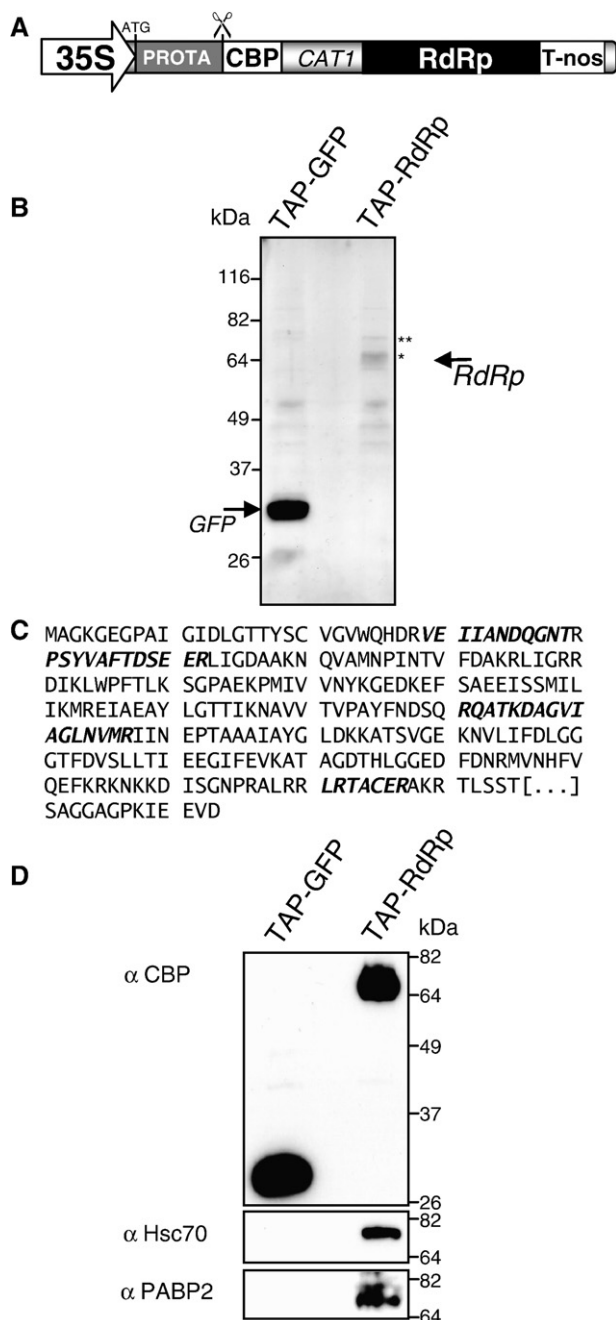 A
ATG
35S PROTA CBP CAT1 RdRp T-nos
B
kDa TAP-GFP TAP-RdRp
116
82
**
64 * RdRp
49
37
GFP
26
C MAGKGEGPAI GIDLGTTYSC VGVWQHDRVE IIANDQGNTR
PSYVAFTDSE ERLIGDAAKN QVAMNPINTV FDAKRLIGRR
DIKLWPFTLK SGPAEKPMIV VNYKGEDKEF SAEEISSMIL
IKMREIAEAY LGTTIKNAVV TVPAYFNDSQ RQATKDAGVI
AGLNVMRIIN EPTAAAIAYG LDKKATSVGE KNVLIFDLGG
GTFDVSLLTI EEGIFEVKAT AGDTHLGGED FDNRMVNHFV
QEFKRKNKKD ISGNPRALRR LRTACERAKR TLSST[...]
SAGGAGPKIE EVD
D TAP-GFP TAP-RdRp
kDa
α CBP 82
64
49
37
26
α Hsc70 82
64
α PABP2 82
64